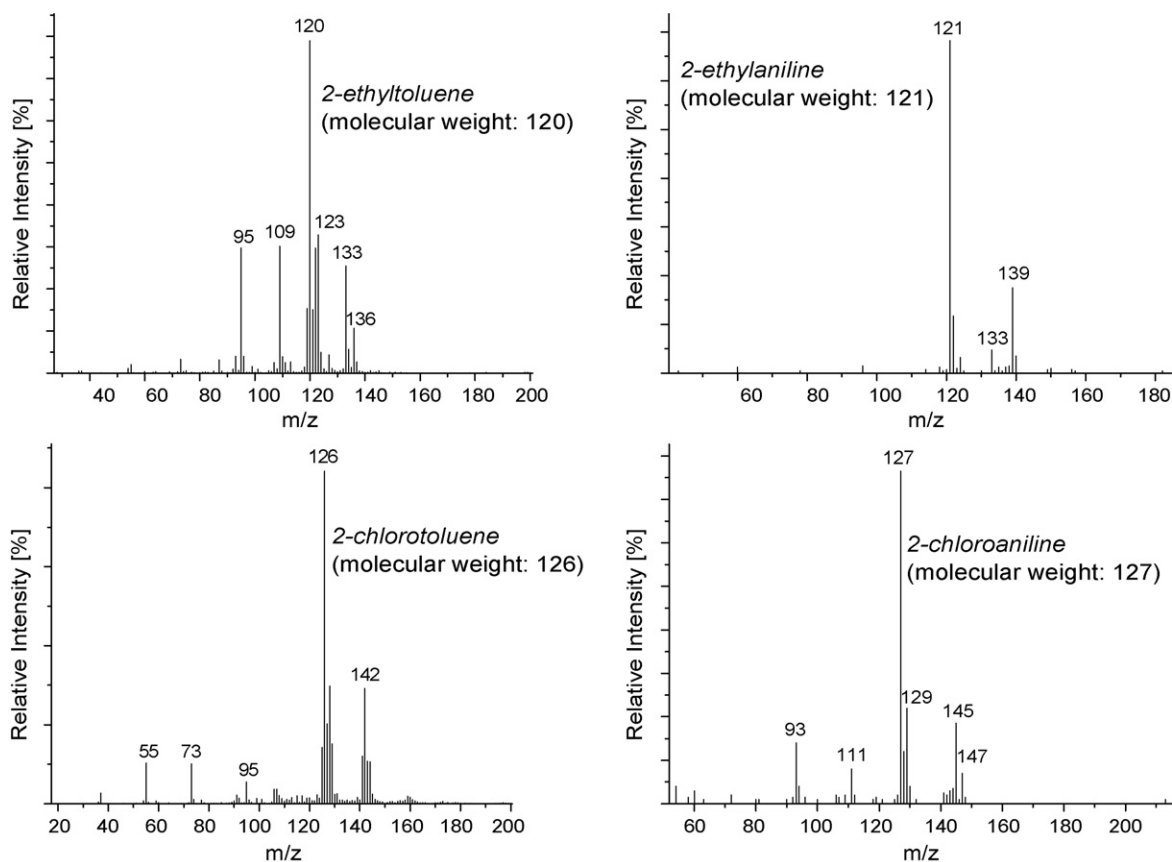 120
2-ethyltoluene
(molecular weight: 120)
123
95
109
133
136
Relative Intensity [%]
40 60 80 100 120 140 160 180 200
m/z
121
2-ethylaniline
(molecular weight: 121)
139
133
Relative Intensity [%]
60 80 100 120 140 160 180
m/z
126
2-chlorotoluene
(molecular weight: 126)
142
55
73
95
Relative Intensity [%]
20 40 60 80 100 120 140 160 180 200
m/z
127
2-chloroaniline
(molecular weight: 127)
129
145
93
111
147
Relative Intensity [%]
60 80 100 120 140 160 180 200
m/z